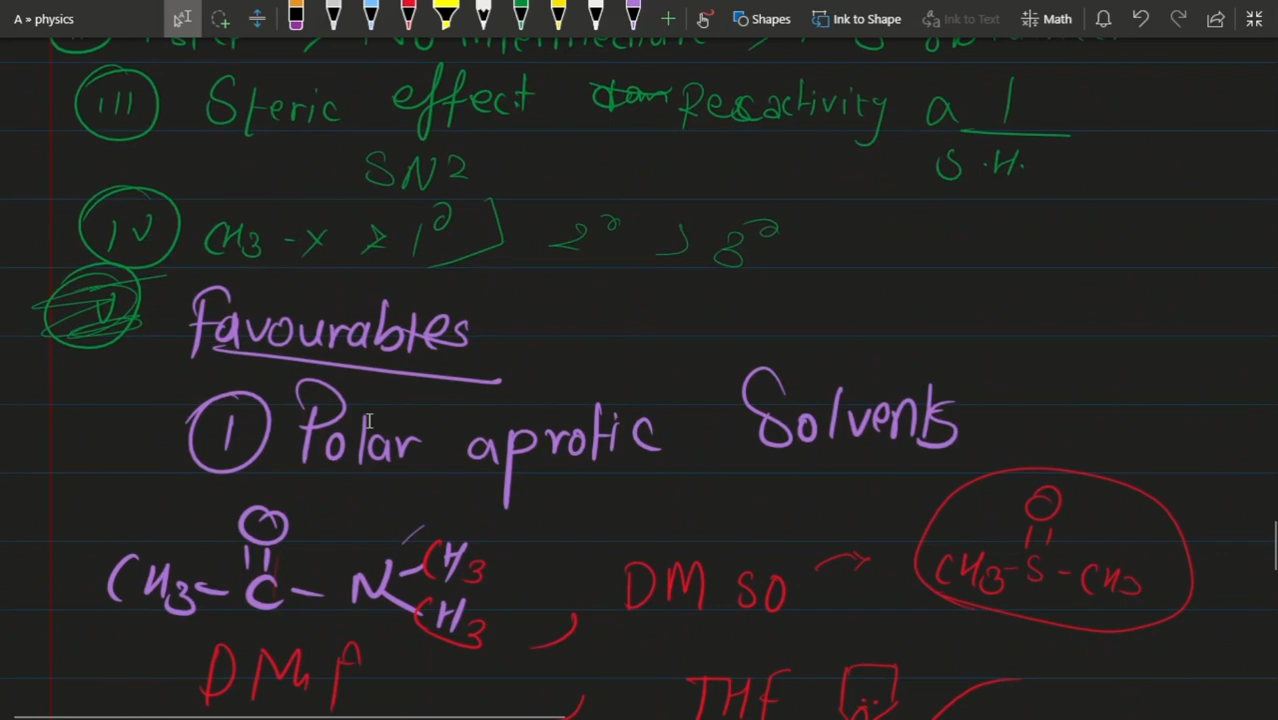 A » physics
Shapes Ink to Shape Ink to Text Math
III Steric effect Reactivity α 1
S.H.
SN2
IV CH3-X > 1° 2° > 3°
V
Favourables
1 Polar aprotic Solvents
O
O
CH3-C-N CH3
CH3
, DMSO → CH3-S-CH3
DMF
, THF